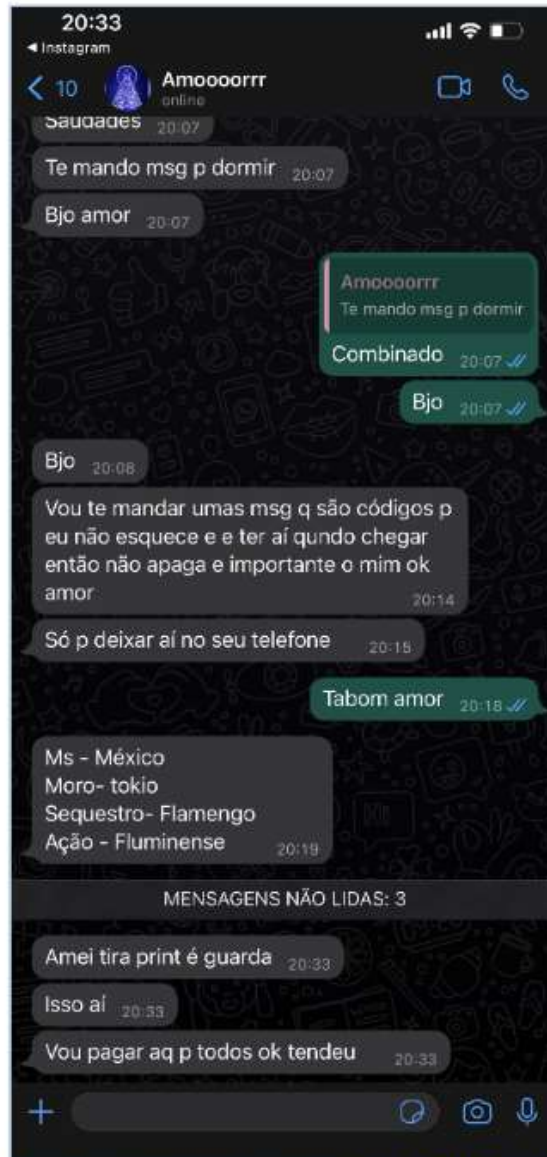 20:33
◀ Instagram
10
Amoooorrr
online
Saudades 20:07
Te mando msg p dormir 20:07
Bjo amor 20:07
Amoooorrr
Te mando msg p dormir
Combinado 20:07
Bjo 20:07
Bjo 20:08
Vou te mandar umas msg q são códigos p
eu não esquece e e ter aí qundo chegar
então não apaga e importante o mim ok
amor 20:14
Só p deixar aí no seu telefone 20:15
Tabom amor 20:18
Ms - México
Moro- tokio
Sequestro- Flamengo
Ação - Fluminense 20:19
MENSAGENS NÃO LIDAS: 3
Amei tira print é guarda 20:33
Isso aí 20:33
Vou pagar aq p todos ok tendeu 20:33